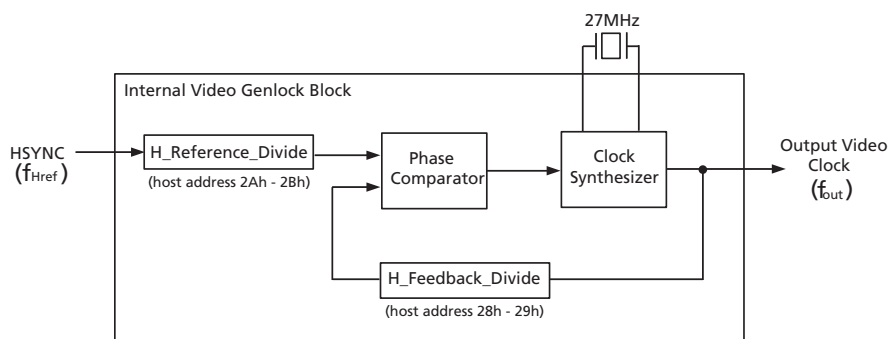 27MHz
Internal Video Genlock Block
HSYNC
(fHref)
H_Reference_Divide
(host address 2Ah - 2Bh)
Phase
Comparator
Clock
Synthesizer
Output Video
Clock
(fout)
H_Feedback_Divide
(host address 28h - 29h)